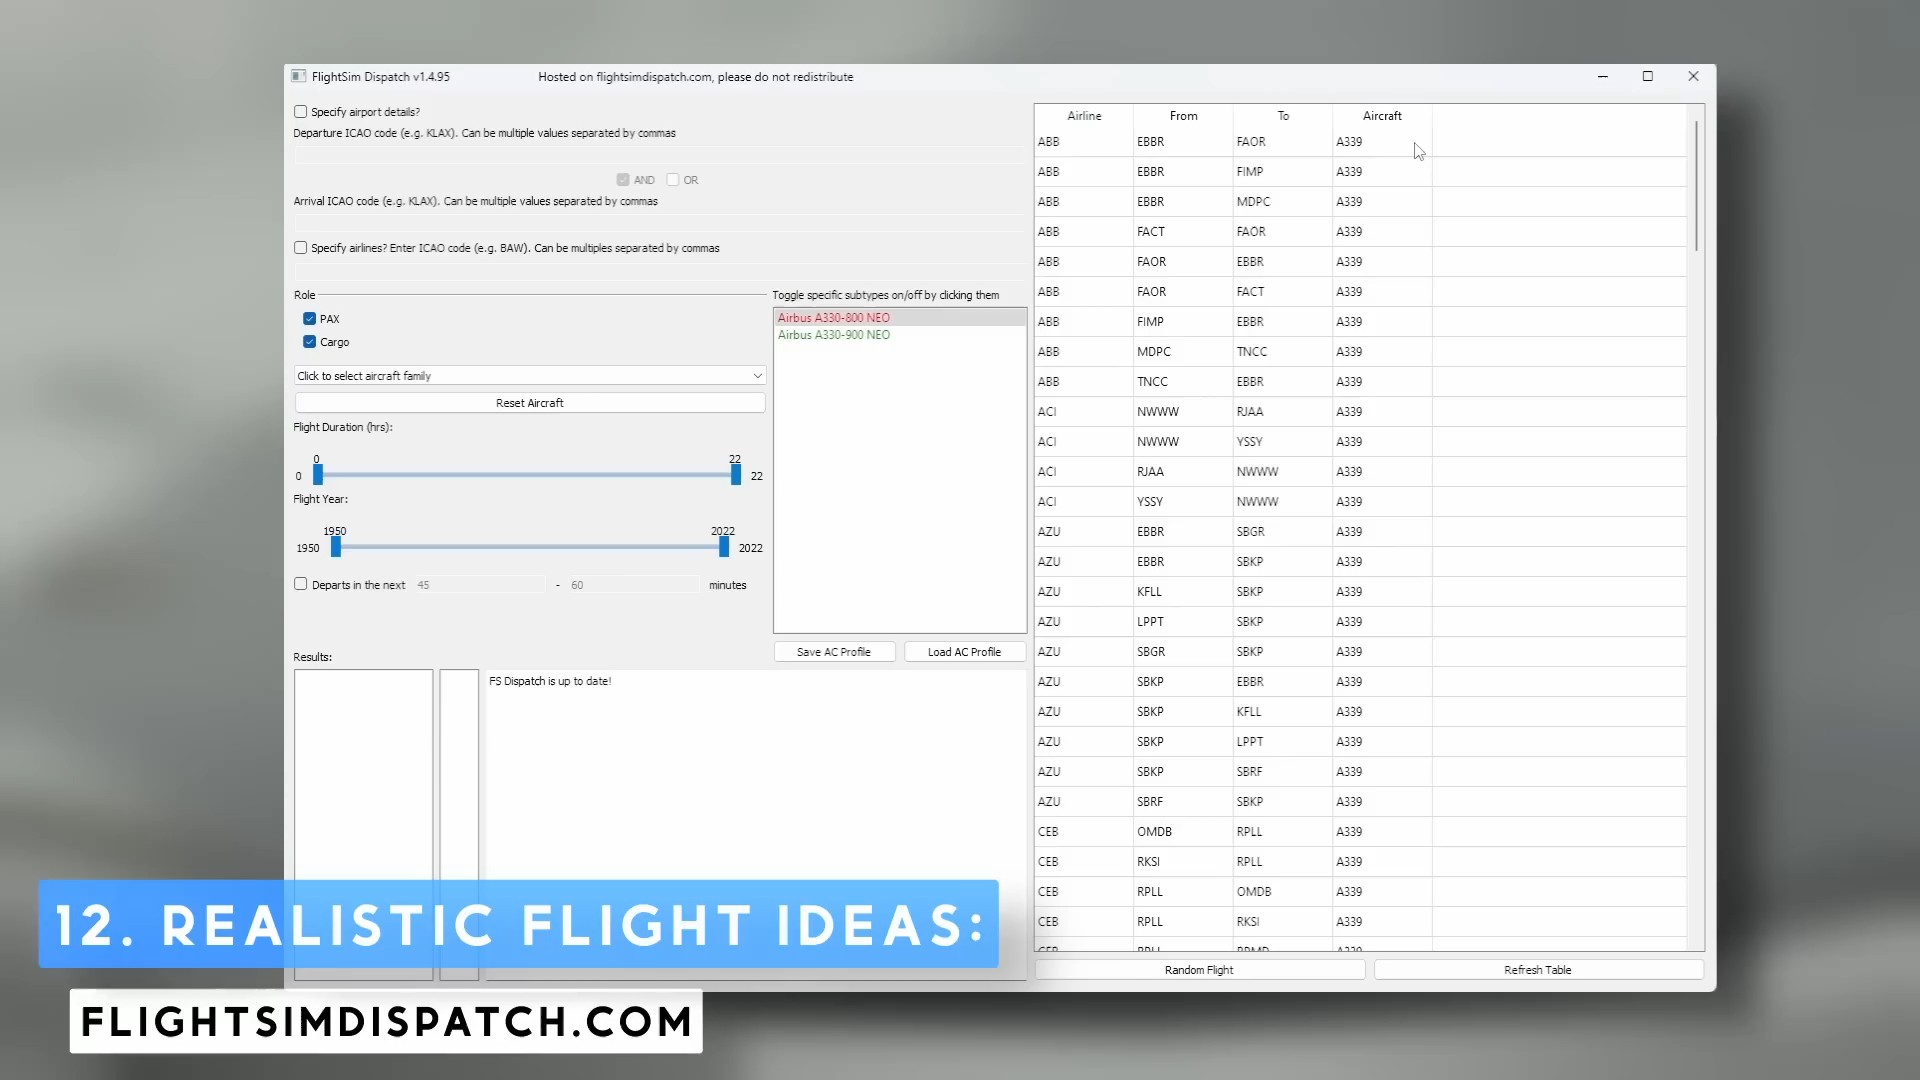 FlightSim Dispatch v1.4.95 Hosted on flightsimdispatch.com, please do not redistribute
Specify airport details?
Departure ICAO code (e.g. KLAX). Can be multiple values separated by commas
AND OR
Arrival ICAO code (e.g. KLAX). Can be multiple values separated by commas
Specify airlines? Enter ICAO code (e.g. BAW). Can be multiples separated by commas
Role
PAX
Cargo
Click to select aircraft family
Reset Aircraft
Flight Duration (hrs):
0 22
0 22
Flight Year:
1950 2022
1950 2022
Departs in the next 45 - 60 minutes
Toggle specific subtypes on/off by clicking them
Airbus A330-800 NEO
Airbus A330-900 NEO
Save AC Profile Load AC Profile
Results:
FS Dispatch is up to date!
Airline From To Aircraft
ABB EBBR FAOR A339
ABB EBBR FIMP A339
ABB EBBR MDPC A339
ABB FACT FAOR A339
ABB FAOR EBBR A339
ABB FAOR FACT A339
ABB FIMP EBBR A339
ABB MDPC TNCC A339
ABB TNCC EBBR A339
ACI NWWW RJAA A339
ACI NWWW YSSY A339
ACI RJAA NWWW A339
ACI YSSY NWWW A339
AZU EBBR SBGR A339
AZU EBBR SBKP A339
AZU KFLL SBKP A339
AZU LPPT SBKP A339
AZU SBGR SBKP A339
AZU SBKP EBBR A339
AZU SBKP KFLL A339
AZU SBKP LPPT A339
AZU SBKP SBRF A339
AZU SBRF SBKP A339
CEB OMDB RPLL A339
CEB RKSI RPLL A339
CEB RPLL OMDB A339
CEB RPLL RKSI A339
CEB RPLL RPMD A339
Random Flight Refresh Table
12. REALISTIC FLIGHT IDEAS:
FLIGHTSIMDISPATCH.COM